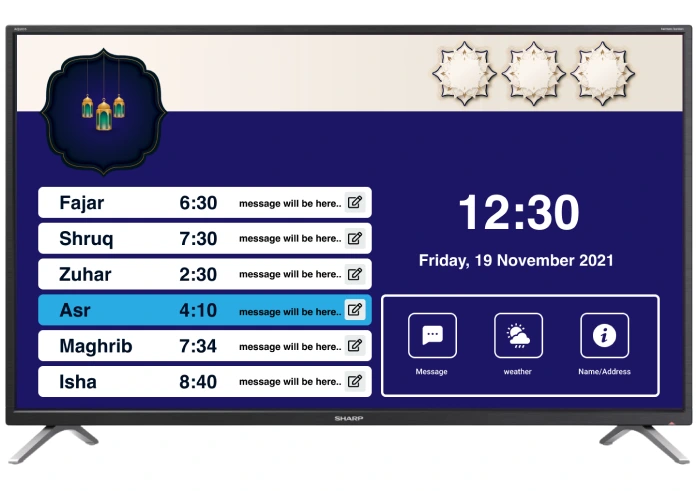 Fajar 6:30 message will be here..
Shruq 7:30 message will be here..
Zuhar 2:30 message will be here..
Asr 4:10 message will be here..
Maghrib 7:34 message will be here..
Isha 8:40 message will be here..
12:30
Friday, 19 November 2021
Message weather Name/Address
SHARP